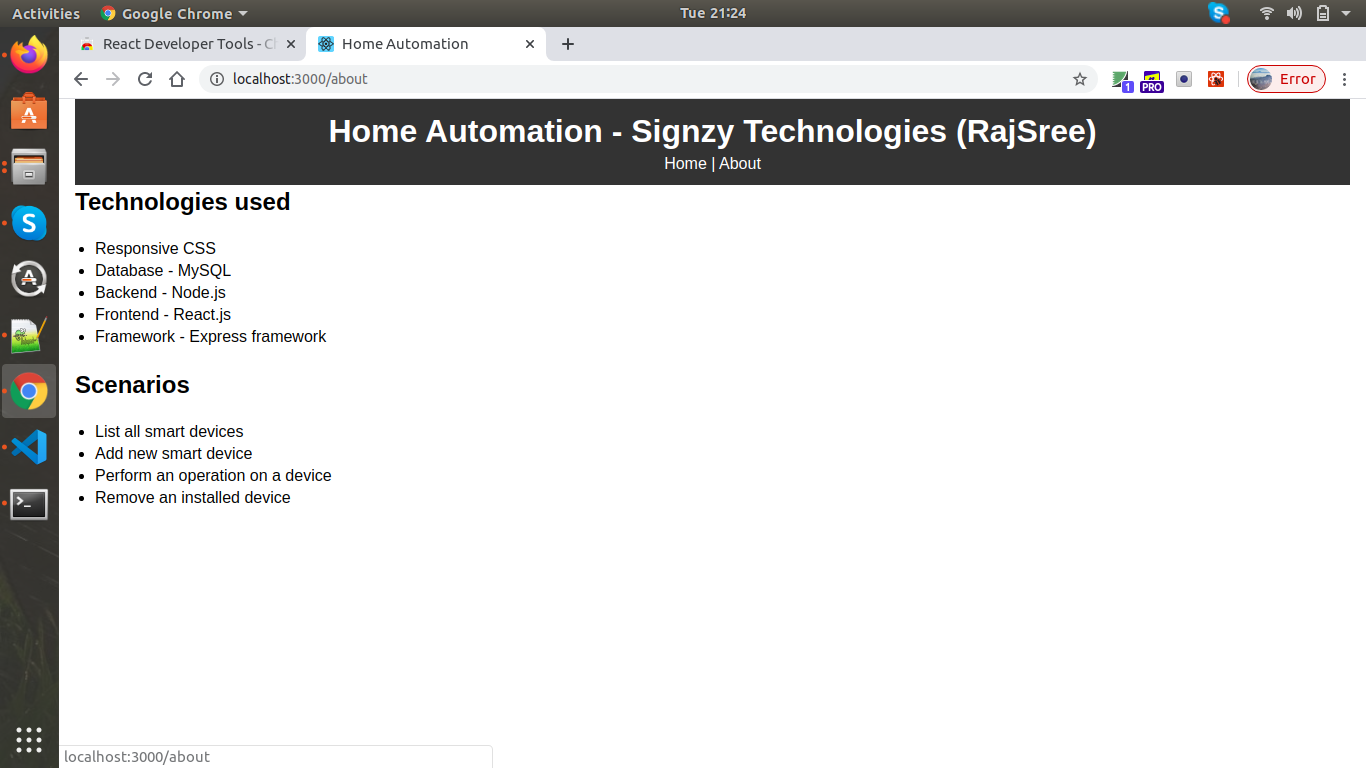 Activities Google Chrome Tue 21:24
React Developer Tools - Home Automation
localhost:3000/about 1 PRO Error
Home Automation - Signzy Technologies (RajSree)
Home | About
Technologies used
Responsive CSS
Database - MySQL
Backend - Node.js
Frontend - React.js
Framework - Express framework
Scenarios
List all smart devices
Add new smart device
Perform an operation on a device
Remove an installed device
localhost:3000/about